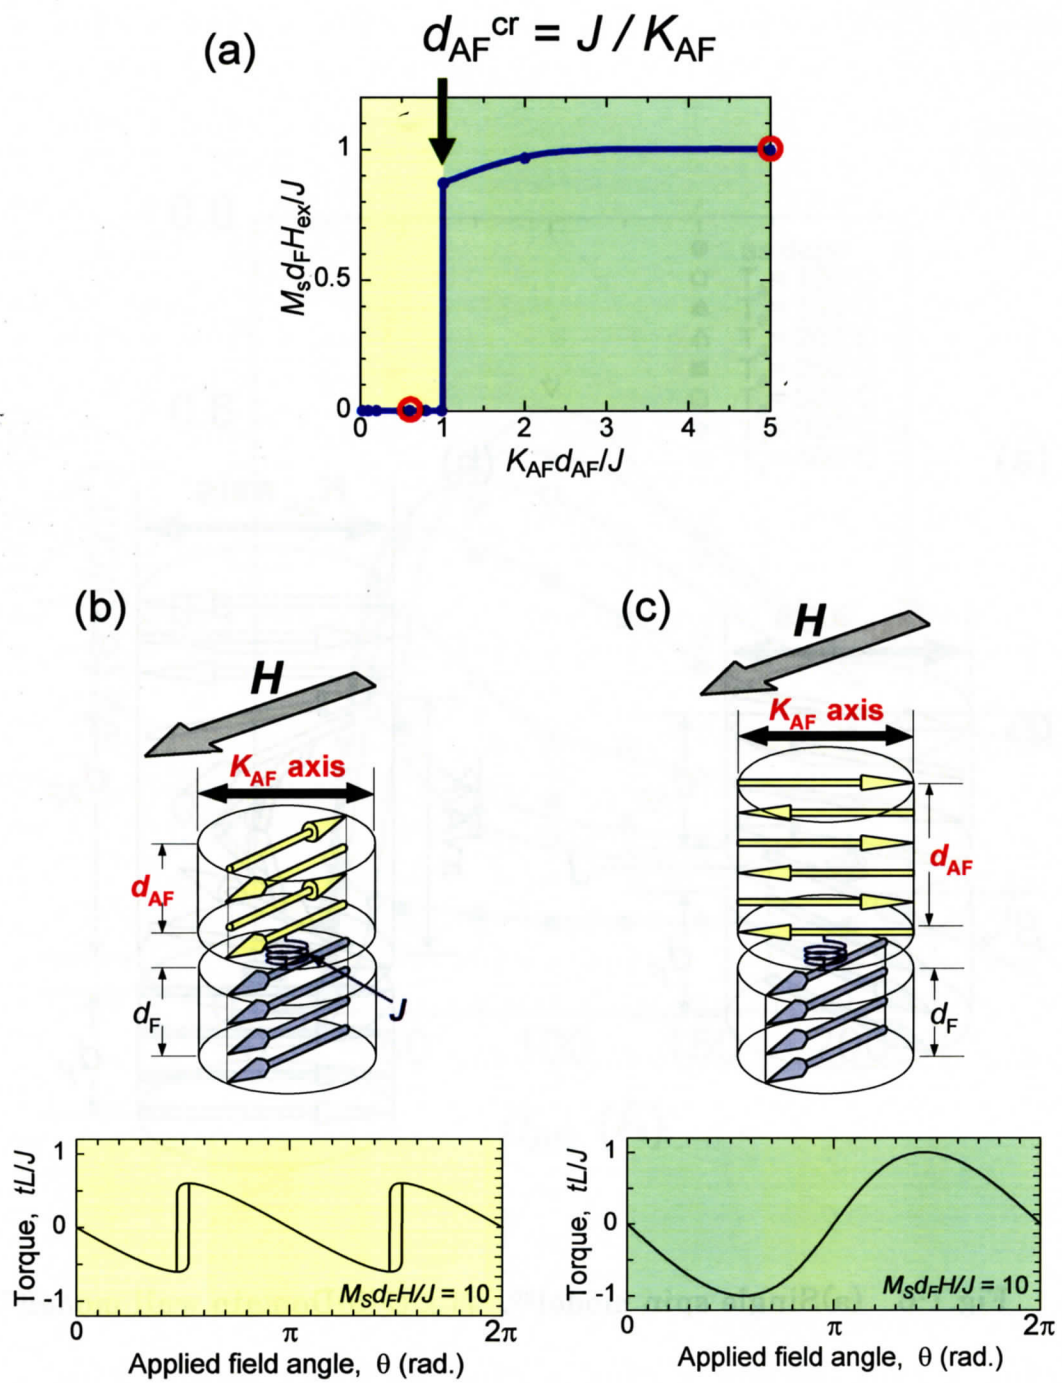 (a)
d_AF^cr = J / K_AF
M_s d_F H_ex/J
1
0.5
0
0 1 2 3 4 5
K_AF d_AF/J
(b)
H
K_AF axis
d_AF
d_F
J
Torque, tL/J
1
0
-1
M_S d_F H/J = 10
0 π 2π
Applied field angle, θ (rad.)
(c)
H
K_AF axis
d_AF
d_F
Torque, tL/J
1
0
-1
M_S d_F H/J = 10
0 π 2π
Applied field angle, θ (rad.)